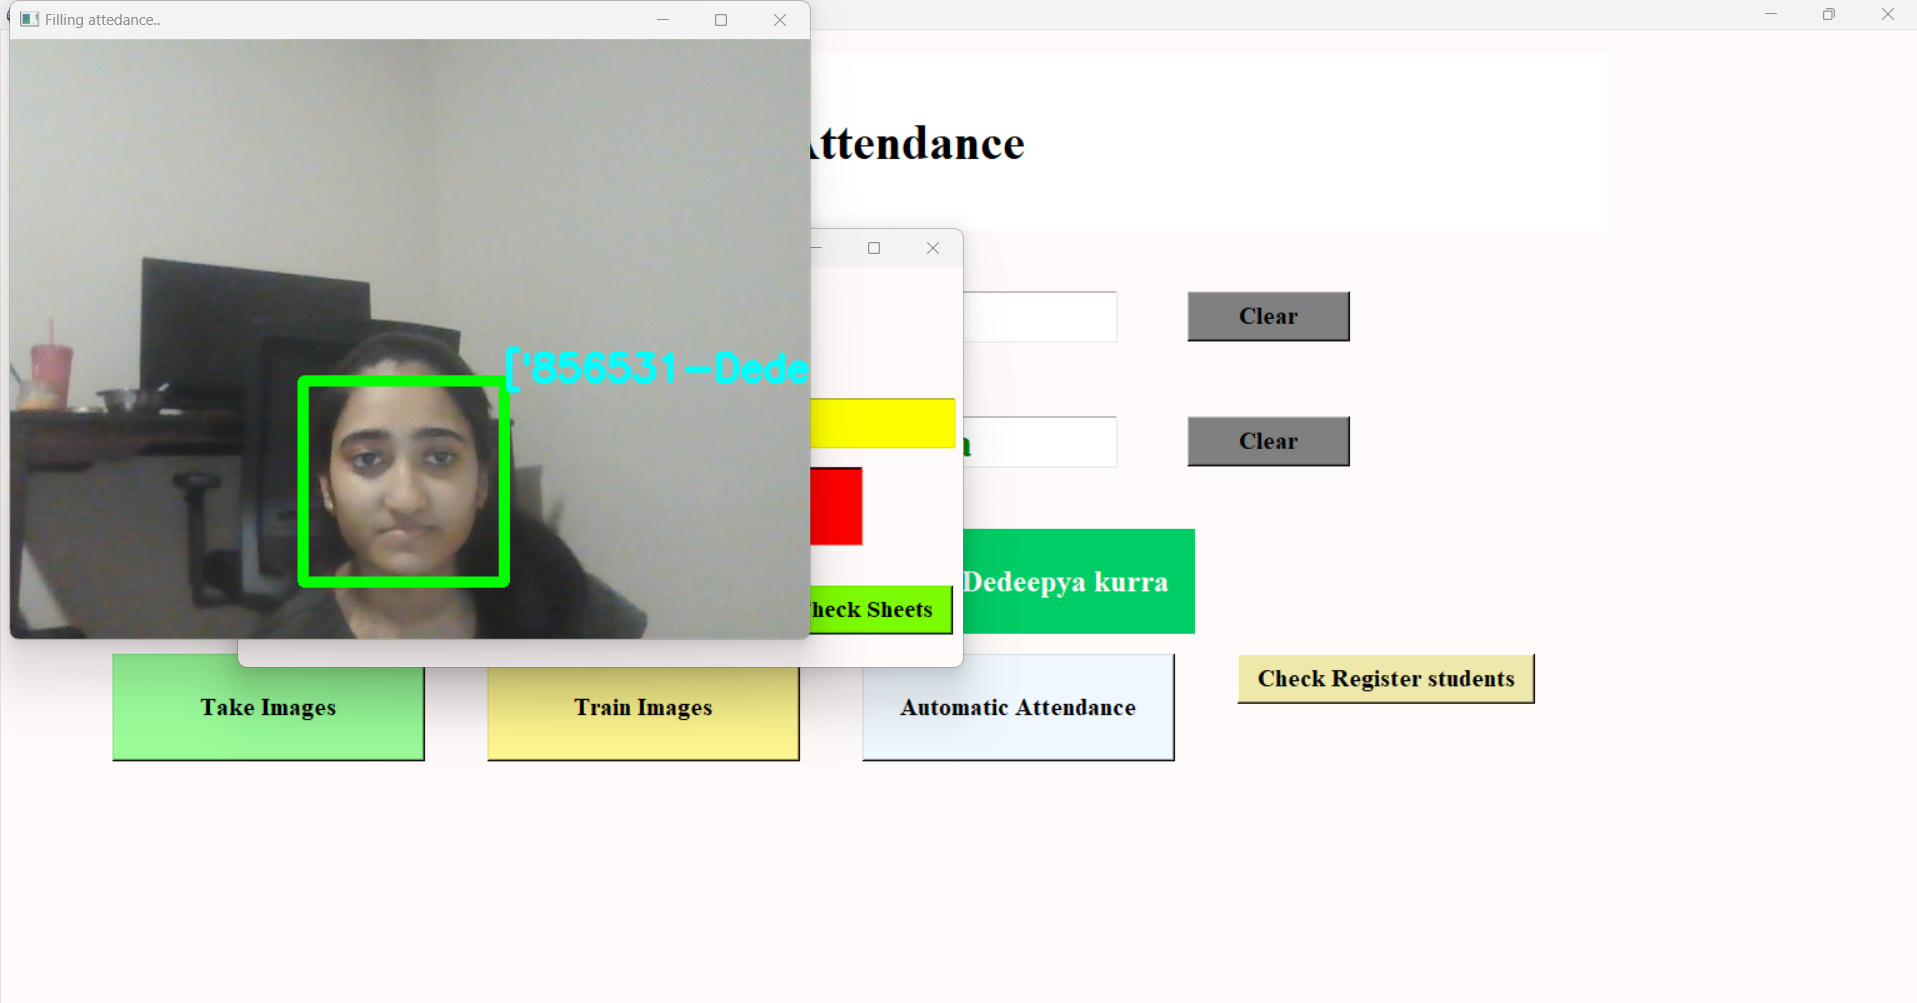 Filling attedance..
ttendance
Clear
['856531-Dede
a
Clear
Dedeepya kurra
heck Sheets
Take Images
Train Images
Automatic Attendance
Check Register students